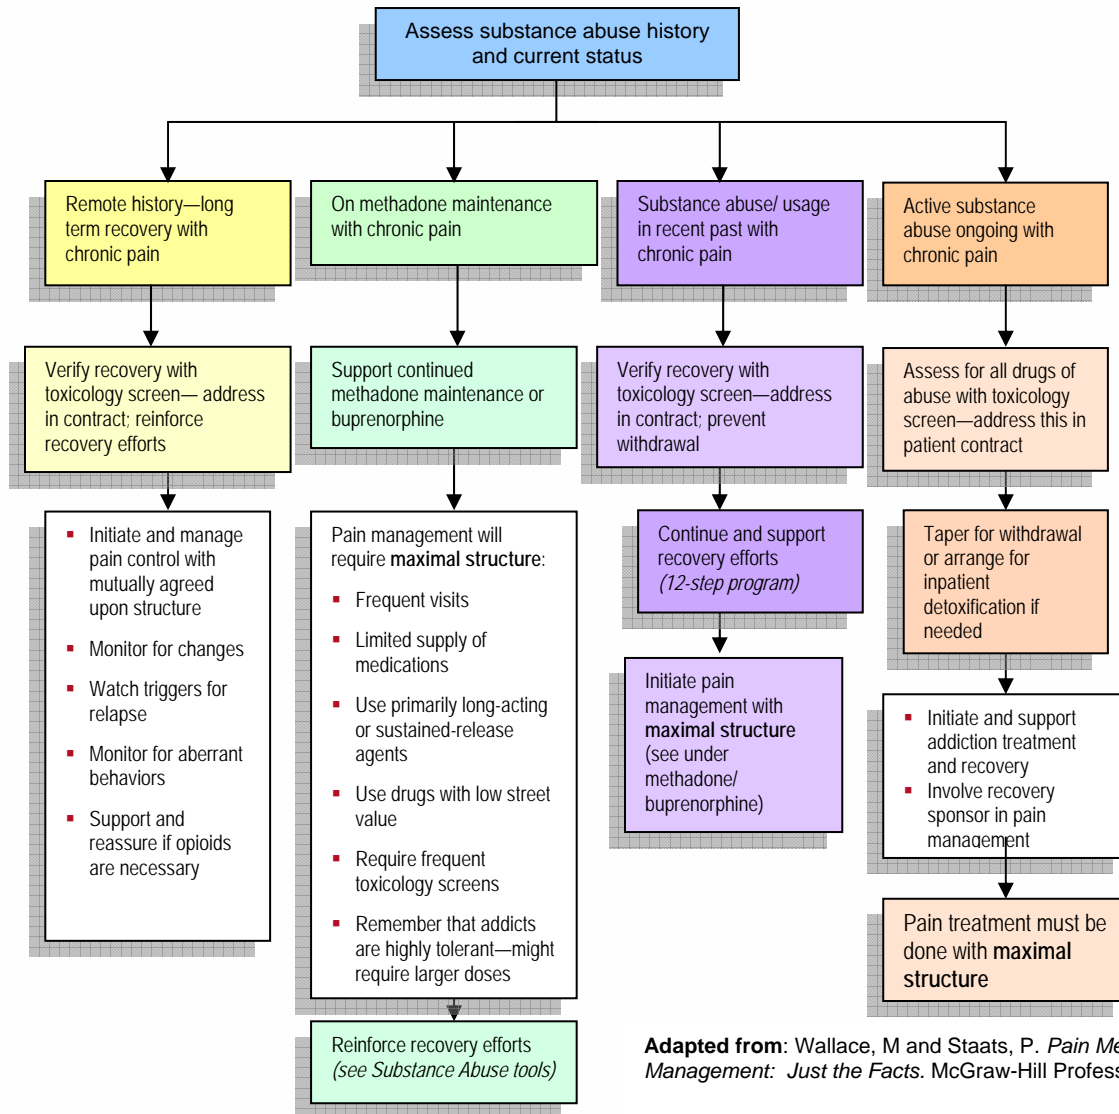 Assess substance abuse history
and current status
Remote history—long
term recovery with
chronic pain
On methadone maintenance
with chronic pain
Substance abuse/ usage
in recent past with
chronic pain
Active substance
abuse ongoing with
chronic pain
Verify recovery with
toxicology screen— address
in contract; reinforce
recovery efforts
Support continued
methadone maintenance or
buprenorphine
Verify recovery with
toxicology screen—address
in contract; prevent
withdrawal
Assess for all drugs of
abuse with toxicology
screen—address this in
patient contract
▪ Initiate and manage
pain control with
mutually agreed
upon structure
▪ Monitor for changes
▪ Watch triggers for
relapse
▪ Monitor for aberrant
behaviors
▪ Support and
reassure if opioids
are necessary
Pain management will
require maximal structure:
▪ Frequent visits
▪ Limited supply of
medications
▪ Use primarily long-acting
or sustained-release
agents
▪ Use drugs with low street
value
▪ Require frequent
toxicology screens
▪ Remember that addicts
are highly tolerant—might
require larger doses
Continue and support
recovery efforts
(12-step program)
Taper for withdrawal
or arrange for
inpatient
detoxification if
needed
Initiate pain
management with
maximal structure
(see under
methadone/
buprenorphine)
▪ Initiate and support
addiction treatment
and recovery
▪ Involve recovery
sponsor in pain
management
Pain treatment must be
done with maximal
structure
Reinforce recovery efforts
(see Substance Abuse tools)
Adapted from: Wallace, M and Staats, P. Pain Me
Management: Just the Facts. McGraw-Hill Profess